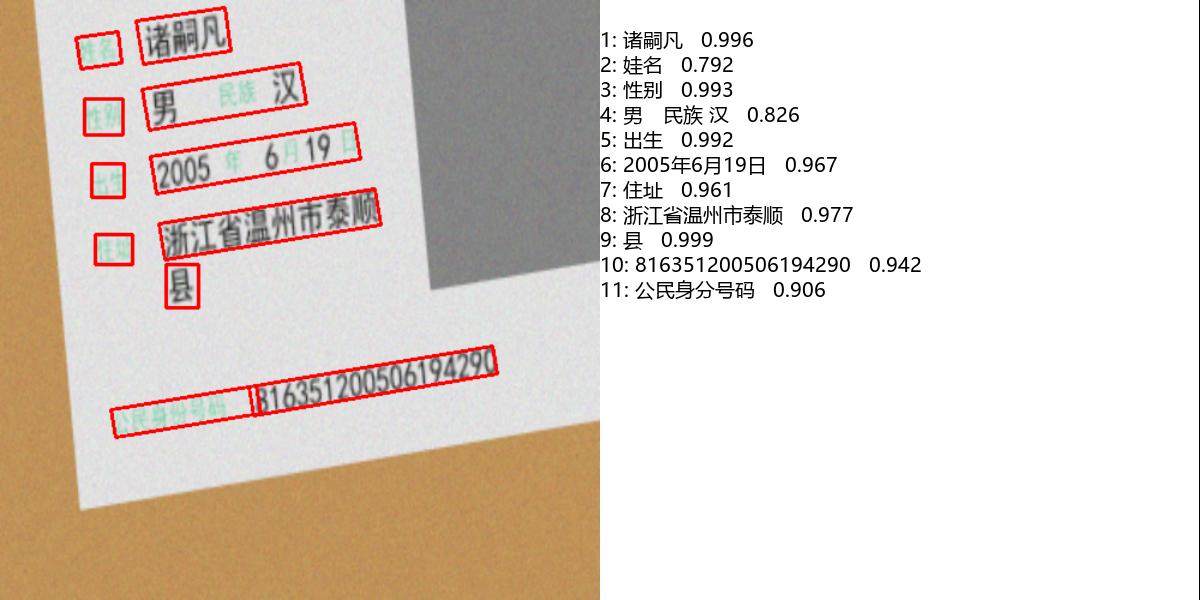 姓名 诸嗣凡
性别 男 民族 汉
出生 2005 年 6 月 19 日
住址 浙江省温州市泰顺
县
公民身份号码 816351200506194290
1: 诸嗣凡 0.996
2: 娃名 0.792
3: 性别 0.993
4: 男 民族 汉 0.826
5: 出生 0.992
6: 2005年6月19日 0.967
7: 住址 0.961
8: 浙江省温州市泰顺 0.977
9: 县 0.999
10: 816351200506194290 0.942
11: 公民身分号码 0.906